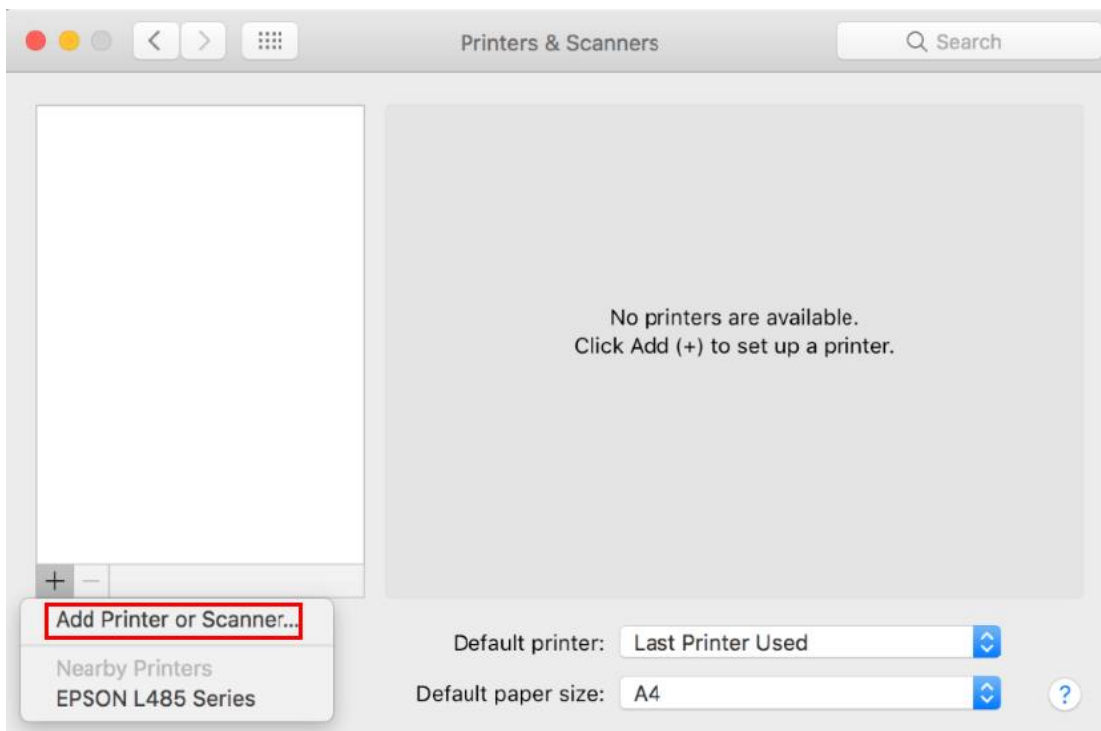 Printers & Scanners
Search
No printers are available.
Click Add (+) to set up a printer.
Add Printer or Scanner...
Nearby Printers
EPSON L485 Series
Default printer: Last Printer Used
Default paper size: A4
?